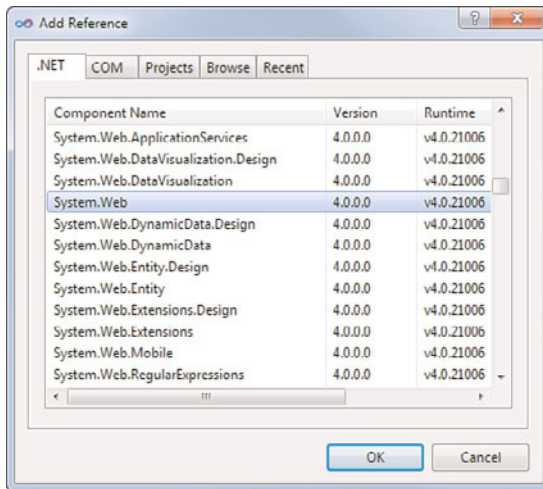 Add Reference
.NET COM Projects Browse Recent
Component Name Version Runtime
System.Web.ApplicationServices 4.0.0.0 v4.0.21006
System.Web.DataVisualization.Design 4.0.0.0 v4.0.21006
System.Web.DataVisualization 4.0.0.0 v4.0.21006
System.Web 4.0.0.0 v4.0.21006
System.Web.DynamicData.Design 4.0.0.0 v4.0.21006
System.Web.DynamicData 4.0.0.0 v4.0.21006
System.Web.Entity.Design 4.0.0.0 v4.0.21006
System.Web.Entity 4.0.0.0 v4.0.21006
System.Web.Extensions.Design 4.0.0.0 v4.0.21006
System.Web.Extensions 4.0.0.0 v4.0.21006
System.Web.Mobile 4.0.0.0 v4.0.21006
System.Web.RegularExpressions 4.0.0.0 v4.0.21006
OK Cancel